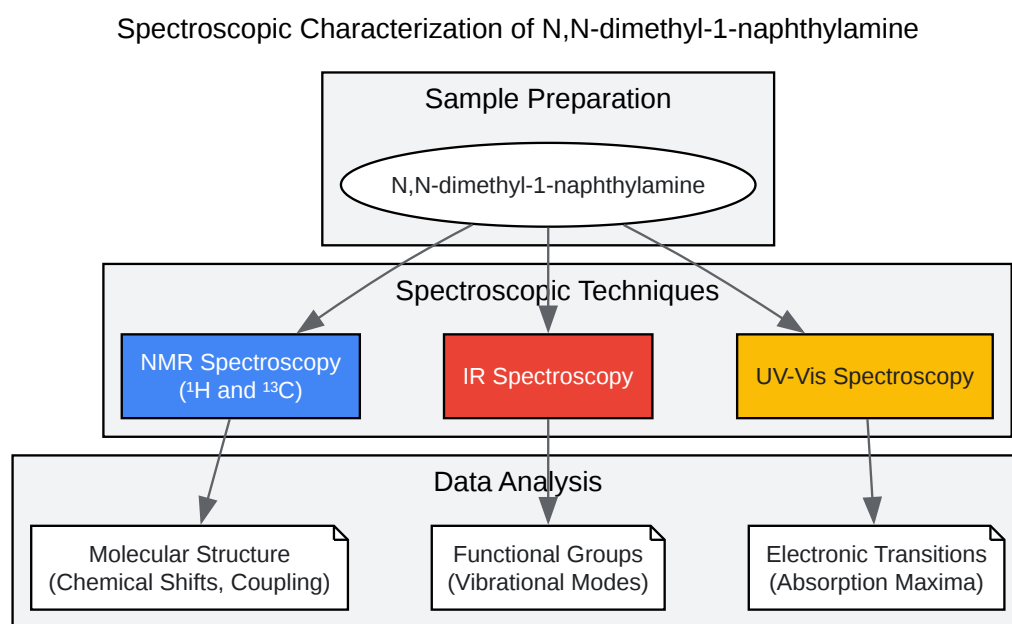 Spectroscopic Characterization of N,N-dimethyl-1-naphthylamine
Sample Preparation
N,N-dimethyl-1-naphthylamine
Spectroscopic Techniques
NMR Spectroscopy
(¹H and ¹³C)
IR Spectroscopy
UV-Vis Spectroscopy
Data Analysis
Molecular Structure
(Chemical Shifts, Coupling)
Functional Groups
(Vibrational Modes)
Electronic Transitions
(Absorption Maxima)